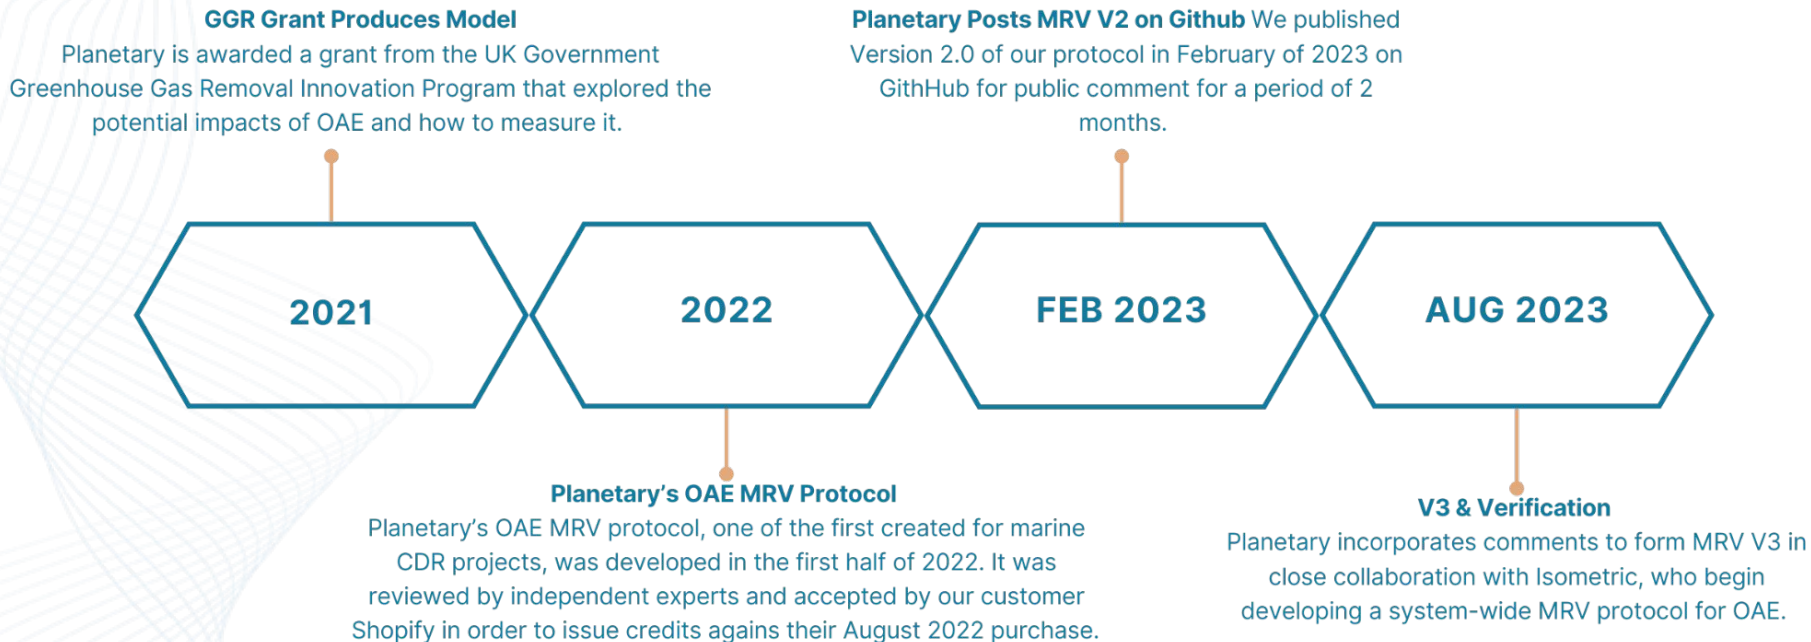 GGR Grant Produces Model
Planetary is awarded a grant from the UK Government
Greenhouse Gas Removal Innovation Program that explored the
potential impacts of OAE and how to measure it.
Planetary Posts MRV V2 on Github We published
Version 2.0 of our protocol in February of 2023 on
GithHub for public comment for a period of 2
months.
2021
2022
FEB 2023
AUG 2023
Planetary’s OAE MRV Protocol
Planetary’s OAE MRV protocol, one of the first created for marine
CDR projects, was developed in the first half of 2022. It was
reviewed by independent experts and accepted by our customer
Shopify in order to issue credits agains their August 2022 purchase.
V3 & Verification
Planetary incorporates comments to form MRV V3 in
close collaboration with Isometric, who begin
developing a system-wide MRV protocol for OAE.